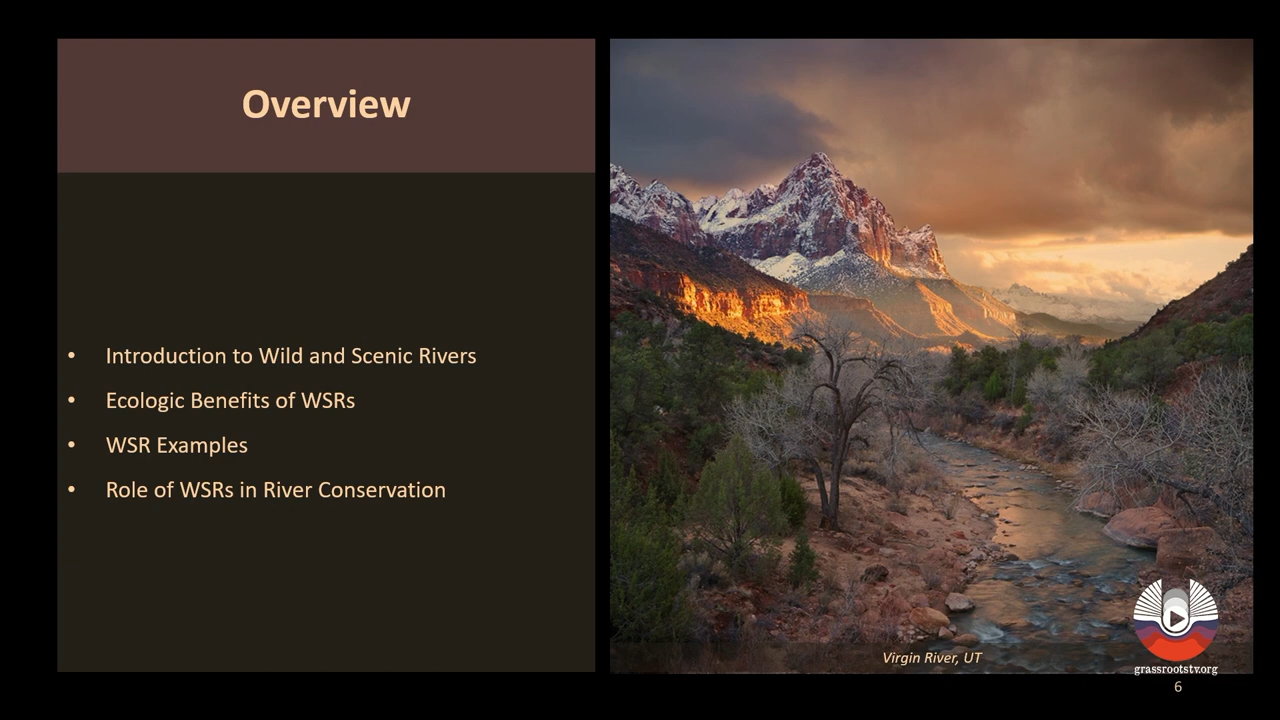 Overview
• Introduction to Wild and Scenic Rivers
• Ecologic Benefits of WSRs
• WSR Examples
• Role of WSRs in River Conservation
Virgin River, UT
grassrootstv.org
6